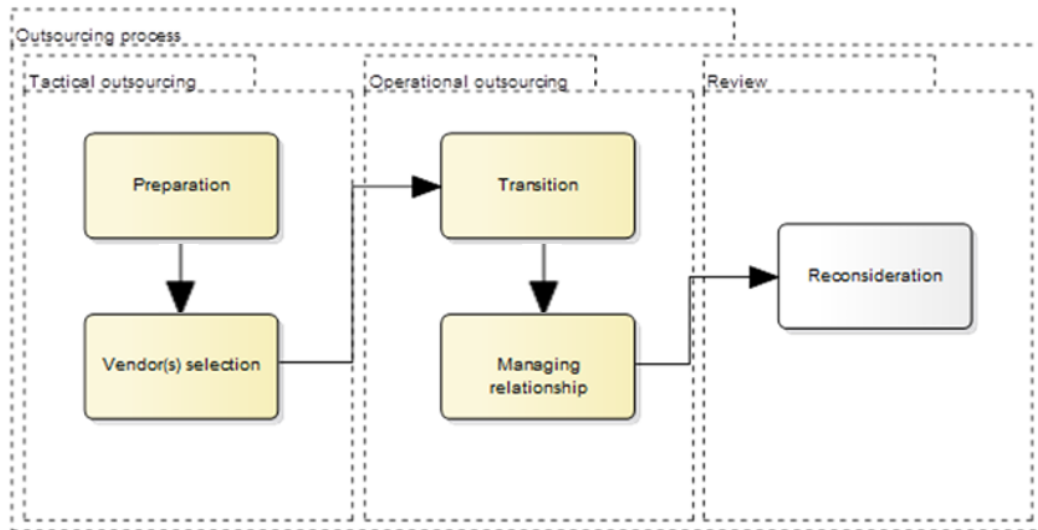 Outsourcing process
Tactical outsourcing
Operational outsourcing
Review
Preparation
Transition
Reconsideration
Vendor(s) selection
Managing
relationship